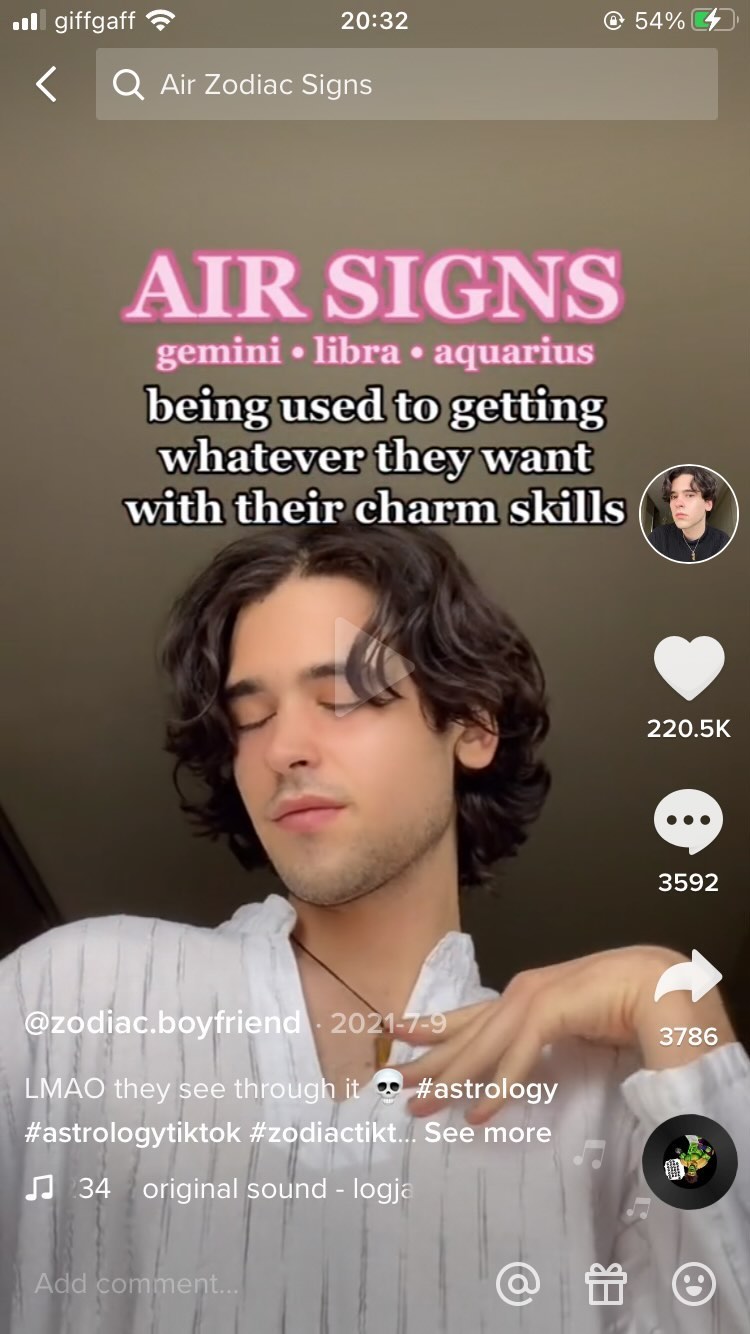 giffgaff
20:32
54%
Air Zodiac Signs
AIR SIGNS
gemini • libra • aquarius
being used to getting
whatever they want
with their charm skills
220.5K
3592
3786
@zodiac.boyfriend · 2021-7-9
LMAO they see through it 💀 #astrology
#astrologytiktok #zodiactikt... See more
34 original sound - logja
Add comment...